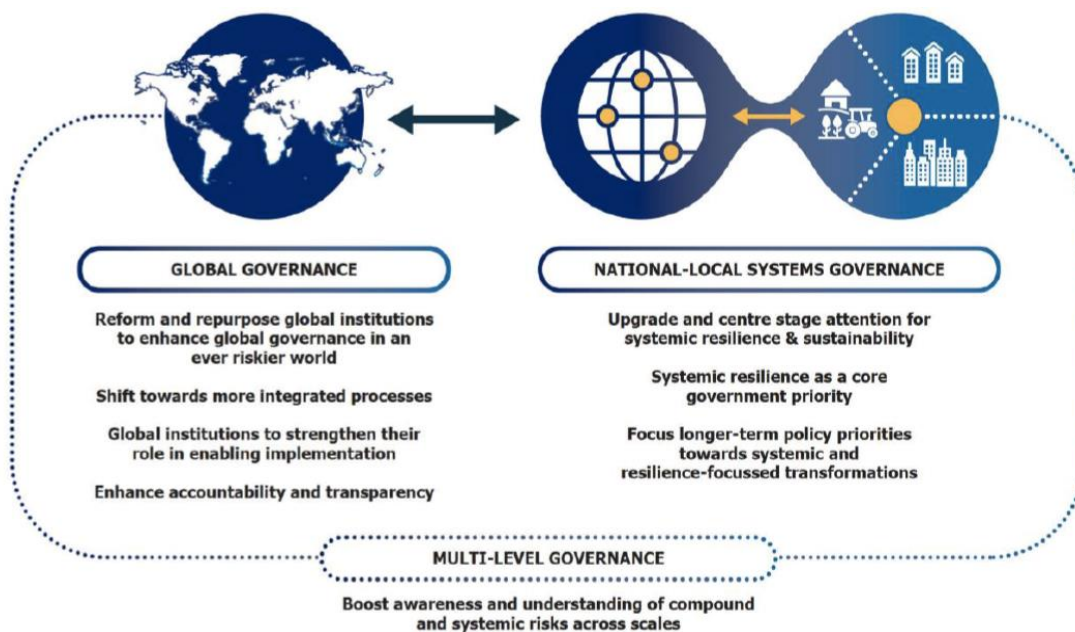 GLOBAL GOVERNANCE
Reform and repurpose global institutions
to enhance global governance in an
ever riskier world
Shift towards more integrated processes
Global institutions to strengthen their
role in enabling implementation
Enhance accountability and transparency
NATIONAL-LOCAL SYSTEMS GOVERNANCE
Upgrade and centre stage attention for
systemic resilience & sustainability
Systemic resilience as a core
government priority
Focus longer-term policy priorities
towards systemic and
resilience-focussed transformations
MULTI-LEVEL GOVERNANCE
Boost awareness and understanding of compound
and systemic risks across scales